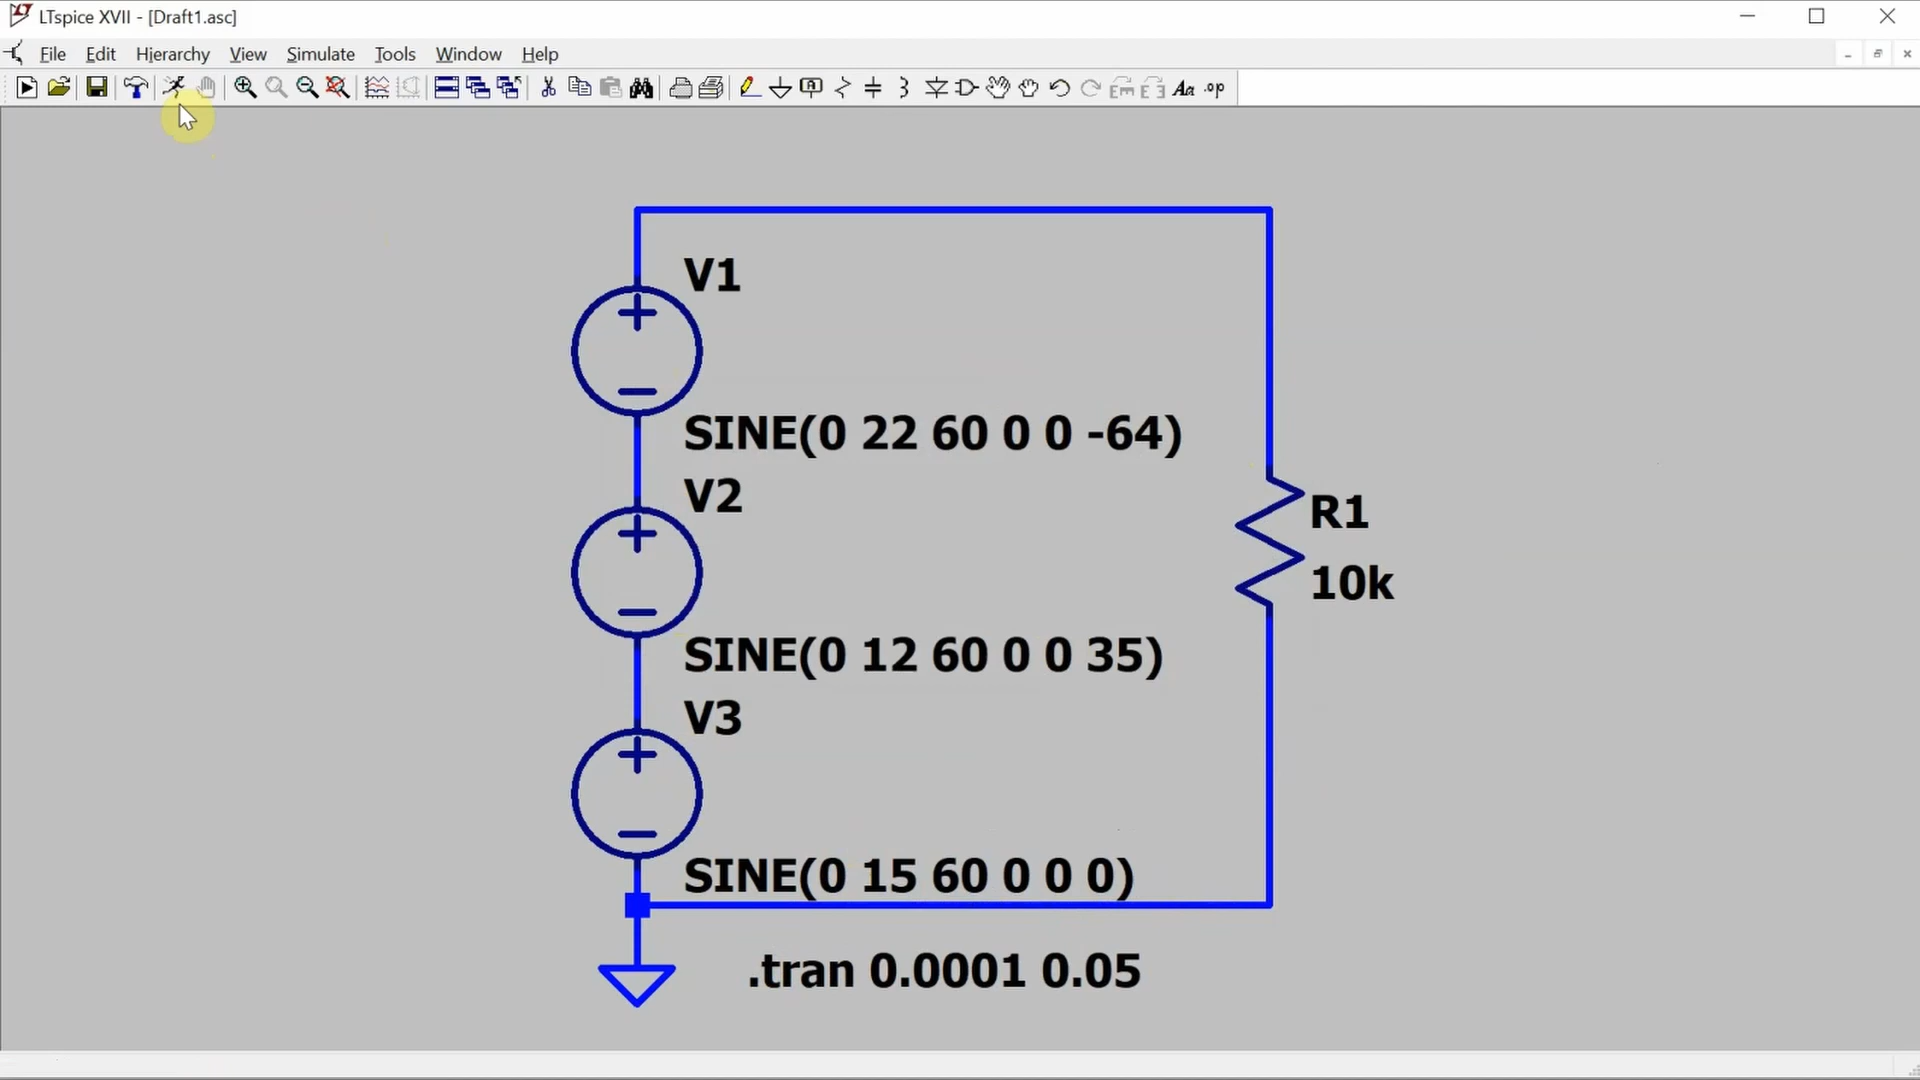 LTspice XVII - [Draft1.asc]
File Edit Hierarchy View Simulate Tools Window Help
Aa .op
V1
SINE(0 22 60 0 0 -64)
V2
R1
10k
SINE(0 12 60 0 0 35)
V3
SINE(0 15 60 0 0 0)
.tran 0.0001 0.05